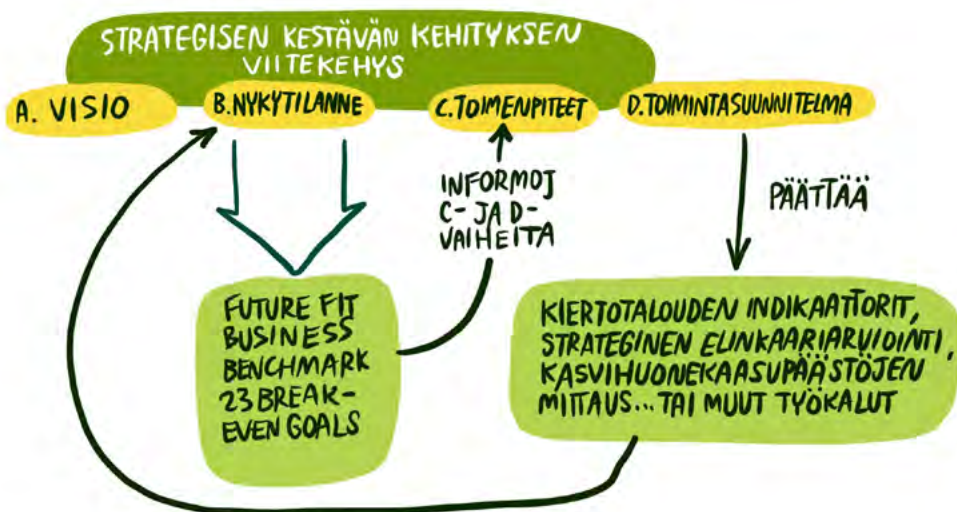 STRATEGISEN KESTÄVÄN KEHITYKSEN
VIITEKEHYS
A. VISIO
B. NYKYTILANNE
C. TOIMENPITEET
D. TOIMINTASUUNNITELMA
INFORMOJ
C- JA D-
VAIHEITA
PÄÄTTÄÄ
FUTURE FIT
BUSINESS
BENCHMARK
23 BREAK-
EVEN GOALS
KIERTOTALOUDEN INDIKAATTORIT,
STRATEGINEN ELINKAARIARVIOINTI,
KASVIHUONEKAASUPÄÄSTÖJEN
MITTAUS... TAI MUUT TYÖKALUT